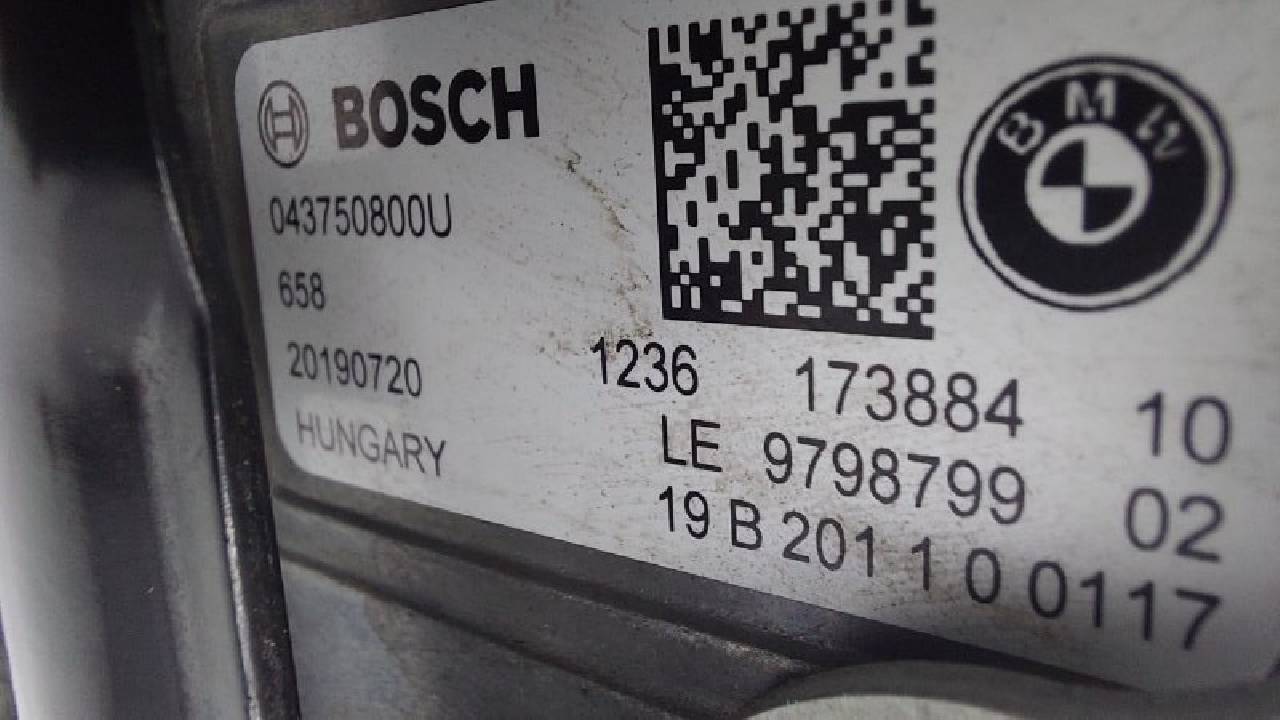 BOSCH
BMW
043750800U
658
20190720
HUNGARY
1236 173884 10
LE 9798799 02
19 B 201 1 0 0117